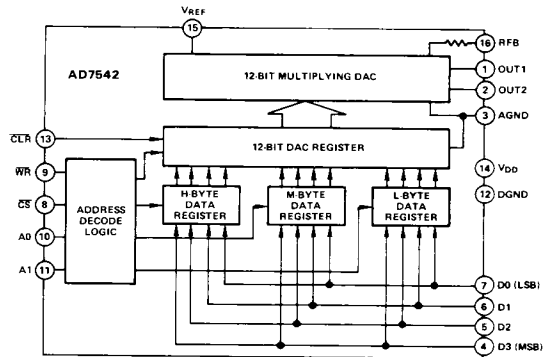 VREF
15
AD7542
12-BIT MULTIPLYING DAC
16 RFB
1 OUT1
2 OUT2
3 AGND
CLR 13
12-BIT DAC REGISTER
WR 9
CS 8
A0 10
A1 11
ADDRESS
DECODE
LOGIC
H-BYTE
DATA
REGISTER
M-BYTE
DATA
REGISTER
L-BYTE
DATA
REGISTER
14 VDD
12 DGND
7 D0 (LSB)
6 D1
5 D2
4 D3 (MSB)